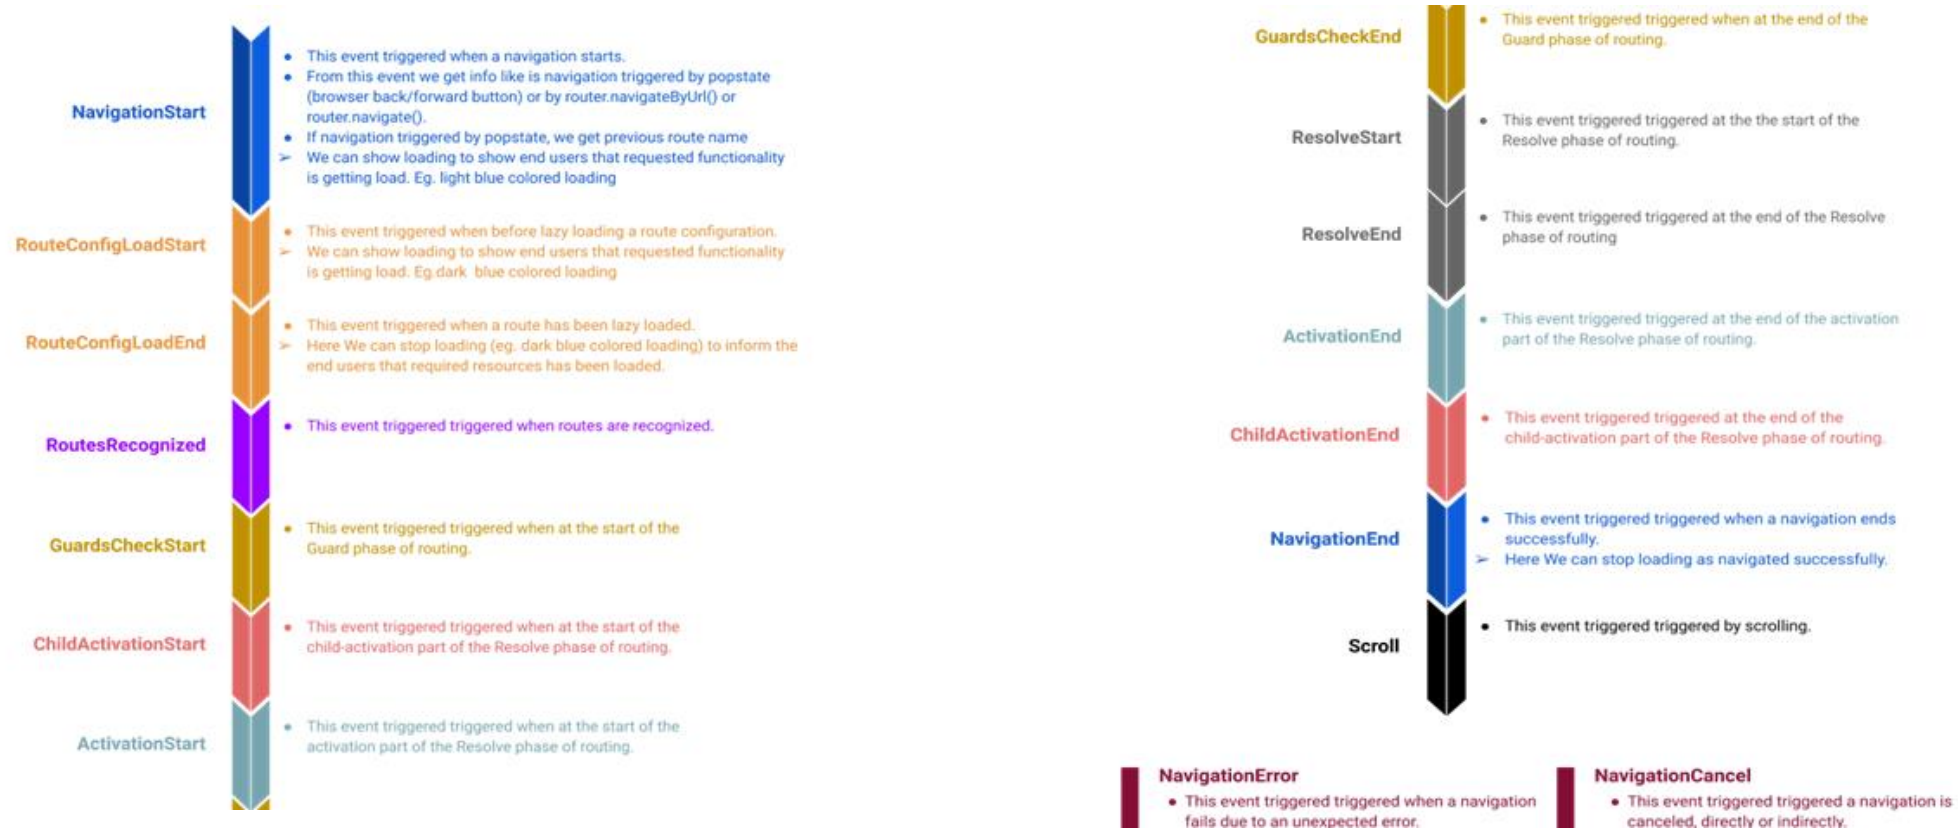 NavigationStart
● This event triggered when a navigation starts.
● From this event we get info like is navigation triggered by popstate
(browser back/forward button) or by router.navigateByUrl() or
router.navigate().
● If navigation triggered by popstate, we get previous route name
➢ We can show loading to show end users that requested functionality
is getting load. Eg. light blue colored loading
RouteConfigLoadStart
● This event triggered when before lazy loading a route configuration.
➢ We can show loading to show end users that requested functionality
is getting load. Eg.dark blue colored loading
RouteConfigLoadEnd
● This event triggered when a route has been lazy loaded.
➢ Here We can stop loading (eg. dark blue colored loading) to inform the
end users that required resources has been loaded.
RoutesRecognized
● This event triggered triggered when routes are recognized.
GuardsCheckStart
● This event triggered triggered when at the start of the
Guard phase of routing.
ChildActivationStart
● This event triggered triggered when at the start of the
child-activation part of the Resolve phase of routing.
ActivationStart
● This event triggered triggered when at the start of the
activation part of the Resolve phase of routing.
GuardsCheckEnd
● This event triggered triggered when at the end of the
Guard phase of routing.
ResolveStart
● This event triggered triggered at the the start of the
Resolve phase of routing.
ResolveEnd
● This event triggered triggered at the end of the Resolve
phase of routing
ActivationEnd
● This event triggered triggered at the end of the activation
part of the Resolve phase of routing.
ChildActivationEnd
● This event triggered triggered at the end of the
child-activation part of the Resolve phase of routing.
NavigationEnd
● This event triggered triggered when a navigation ends
successfully.
➢ Here We can stop loading as navigated successfully.
Scroll
● This event triggered triggered by scrolling.
NavigationError
● This event triggered triggered when a navigation
fails due to an unexpected error.
NavigationCancel
● This event triggered triggered a navigation is
canceled, directly or indirectly.